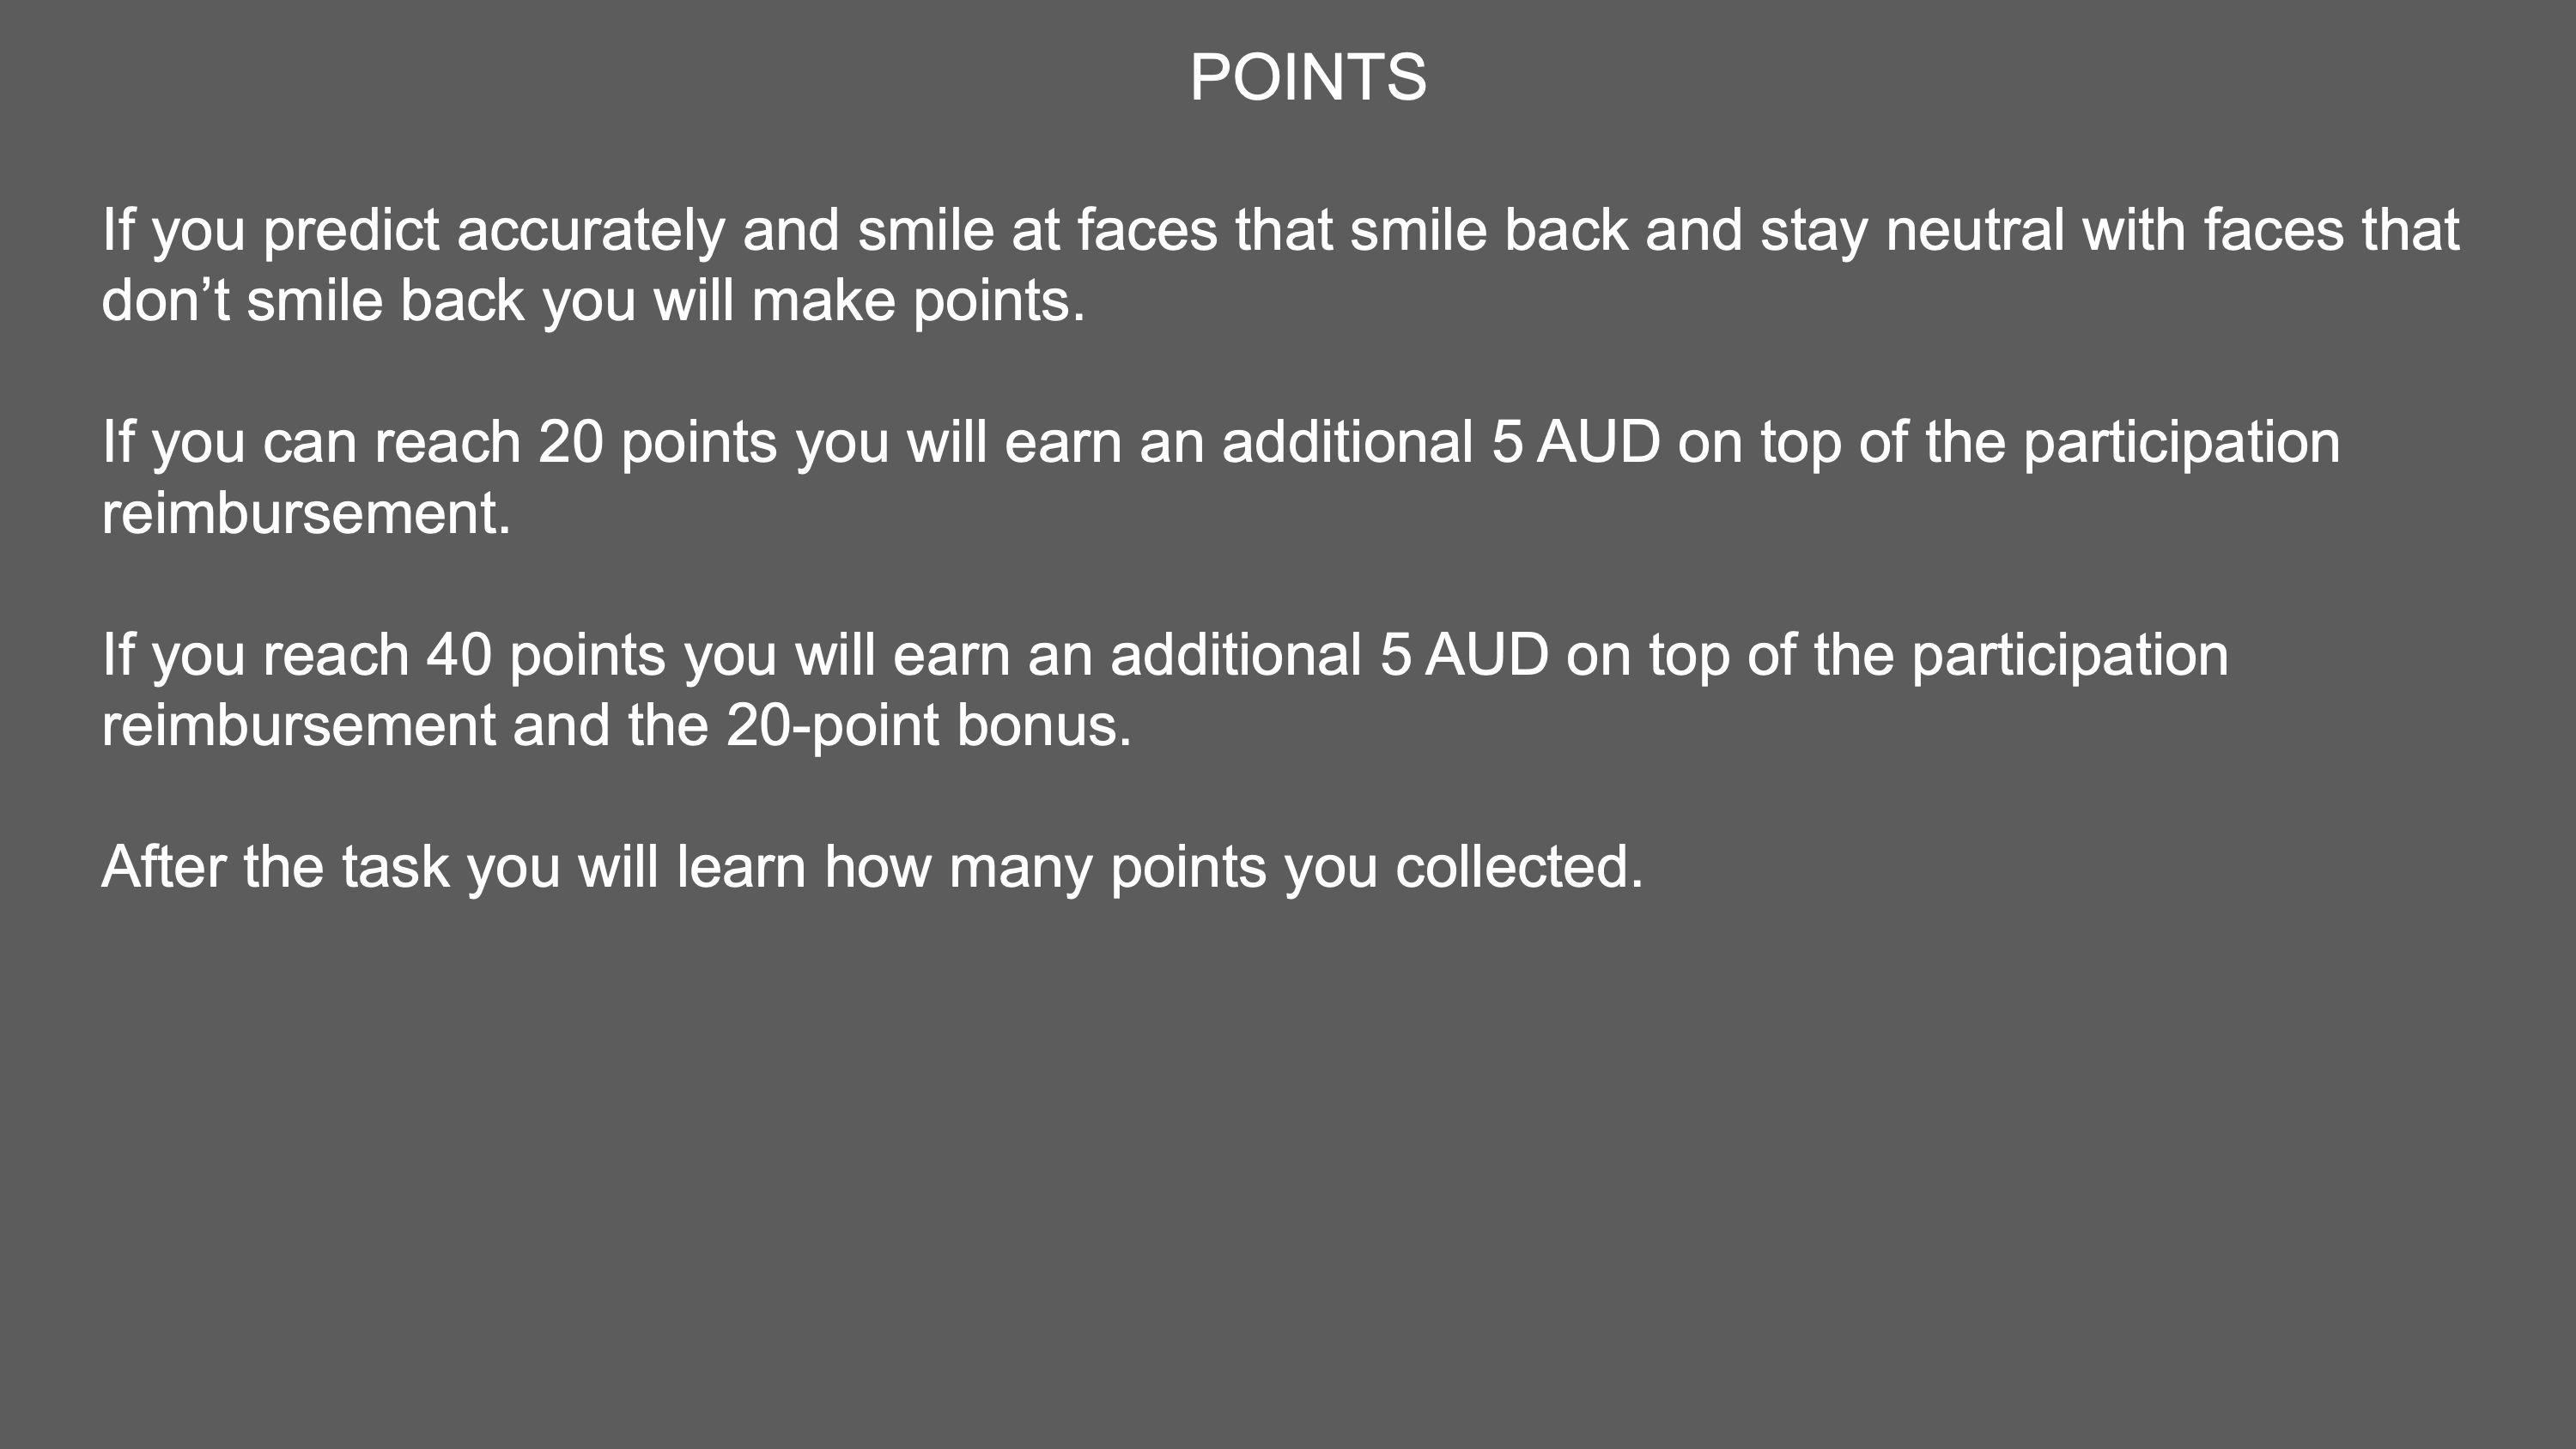 POINTS
If you predict accurately and smile at faces that smile back and stay neutral with faces that
don’t smile back you will make points.
If you can reach 20 points you will earn an additional 5 AUD on top of the participation
reimbursement.
If you reach 40 points you will earn an additional 5 AUD on top of the participation
reimbursement and the 20-point bonus.
After the task you will learn how many points you collected.